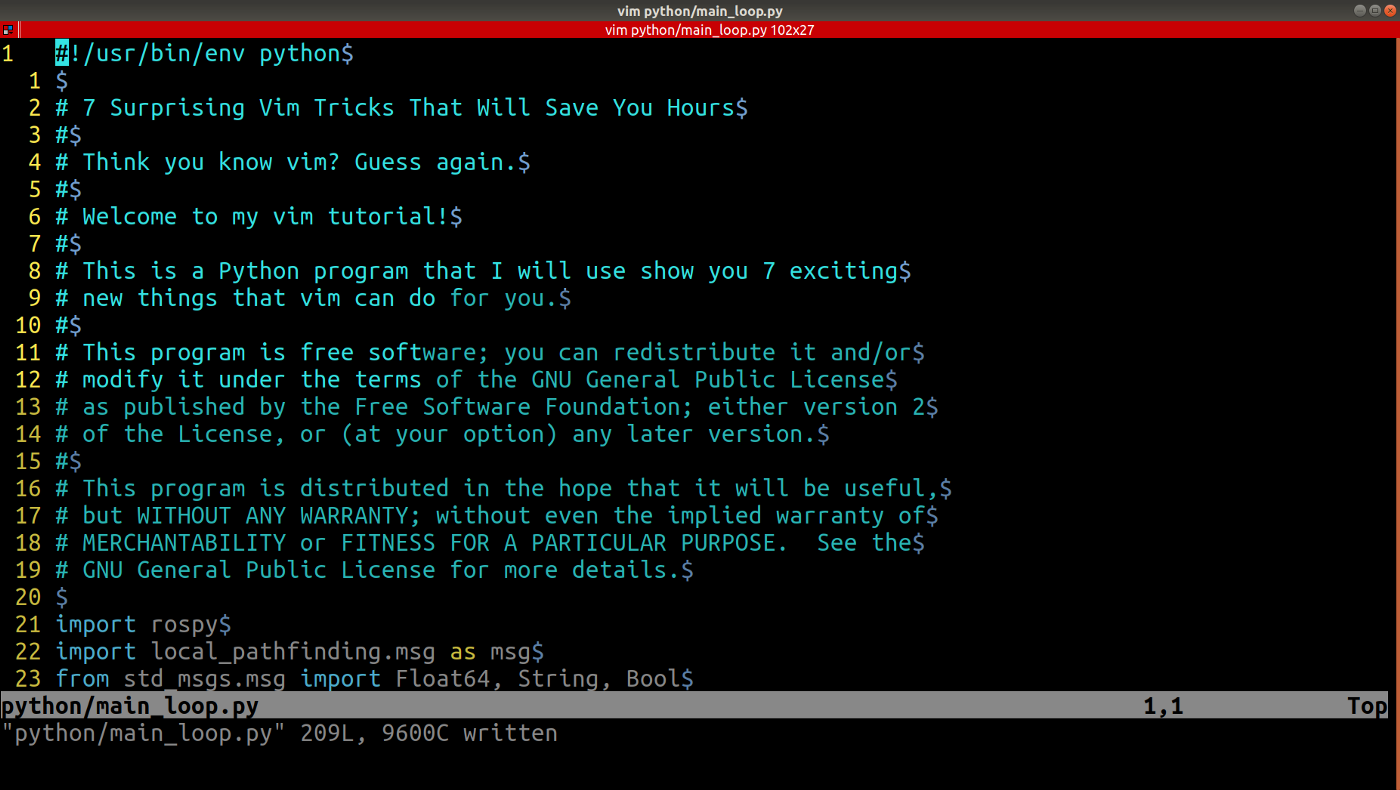 vim python/main_loop.py
vim python/main_loop.py 102x27
1 #!/usr/bin/env python$
1 $
2 # 7 Surprising Vim Tricks That Will Save You Hours$
3 #$
4 # Think you know vim? Guess again.$
5 #$
6 # Welcome to my vim tutorial!$
7 #$
8 # This is a Python program that I will use show you 7 exciting$
9 # new things that vim can do for you.$
10 #$
11 # This program is free software; you can redistribute it and/or$
12 # modify it under the terms of the GNU General Public License$
13 # as published by the Free Software Foundation; either version 2$
14 # of the License, or (at your option) any later version.$
15 #$
16 # This program is distributed in the hope that it will be useful,$
17 # but WITHOUT ANY WARRANTY; without even the implied warranty of$
18 # MERCHANTABILITY or FITNESS FOR A PARTICULAR PURPOSE.  See the$
19 # GNU General Public License for more details.$
20 $
21 import rospy$
22 import local_pathfinding.msg as msg$
23 from std_msgs.msg import Float64, String, Bool$
python/main_loop.py 1,1 Top
"python/main_loop.py" 209L, 9600C written